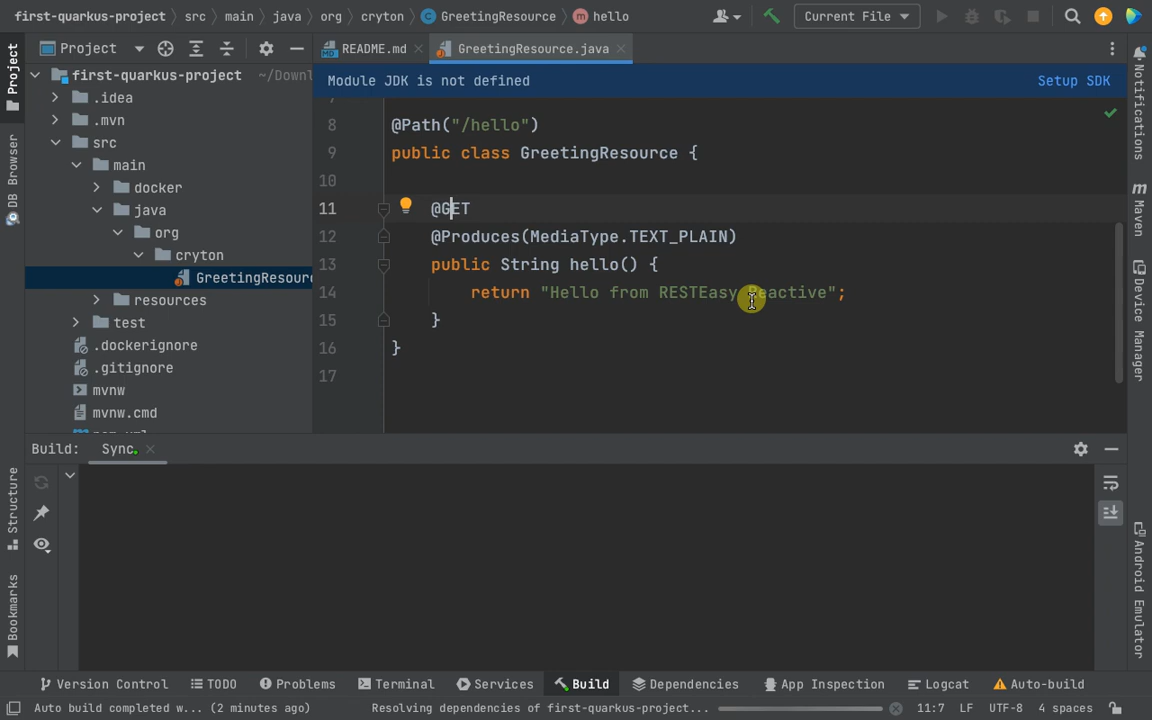 first-quarkus-project src main java org cryton GreetingResource hello Current File
Project README.md GreetingResource.java
Module JDK is not defined Setup SDK
first-quarkus-project ~/Downl
.idea
.mvn
src
main
docker
java
org
cryton
GreetingResourc
resources
test
.dockerignore
.gitignore
mvnw
mvnw.cmd
8 @Path("/hello")
9 public class GreetingResource {
10
11 @GET
12 @Produces(MediaType.TEXT_PLAIN)
13 public String hello() {
14 return "Hello from RESTEasy Reactive";
15 }
16 }
17
Build: Sync
Project
DB Browser
Structure
Bookmarks
Notifications
Maven
Device Manager
Android Emulator
Version Control TODO Problems Terminal Services Build Dependencies App Inspection Logcat Auto-build
Auto build completed w... (2 minutes ago) Resolving dependencies of first-quarkus-project... 11:7 LF UTF-8 4 spaces